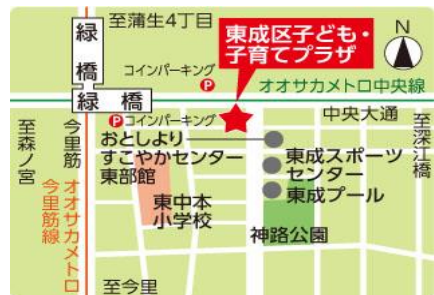 至蒲生4丁目
緑橋
東成区子ども・
子育てプラザ
N
コインパーキング
P
オオサカメトロ中央線
緑橋
P コインパーキング
中央大通
至森ノ宮
今里筋
オオサカメトロ
今里筋線
おとしより
すこやかセンター
東部館
東成スポーツ
センター
東成プール
至深江橋
東中本
小学校
神路公園
至今里